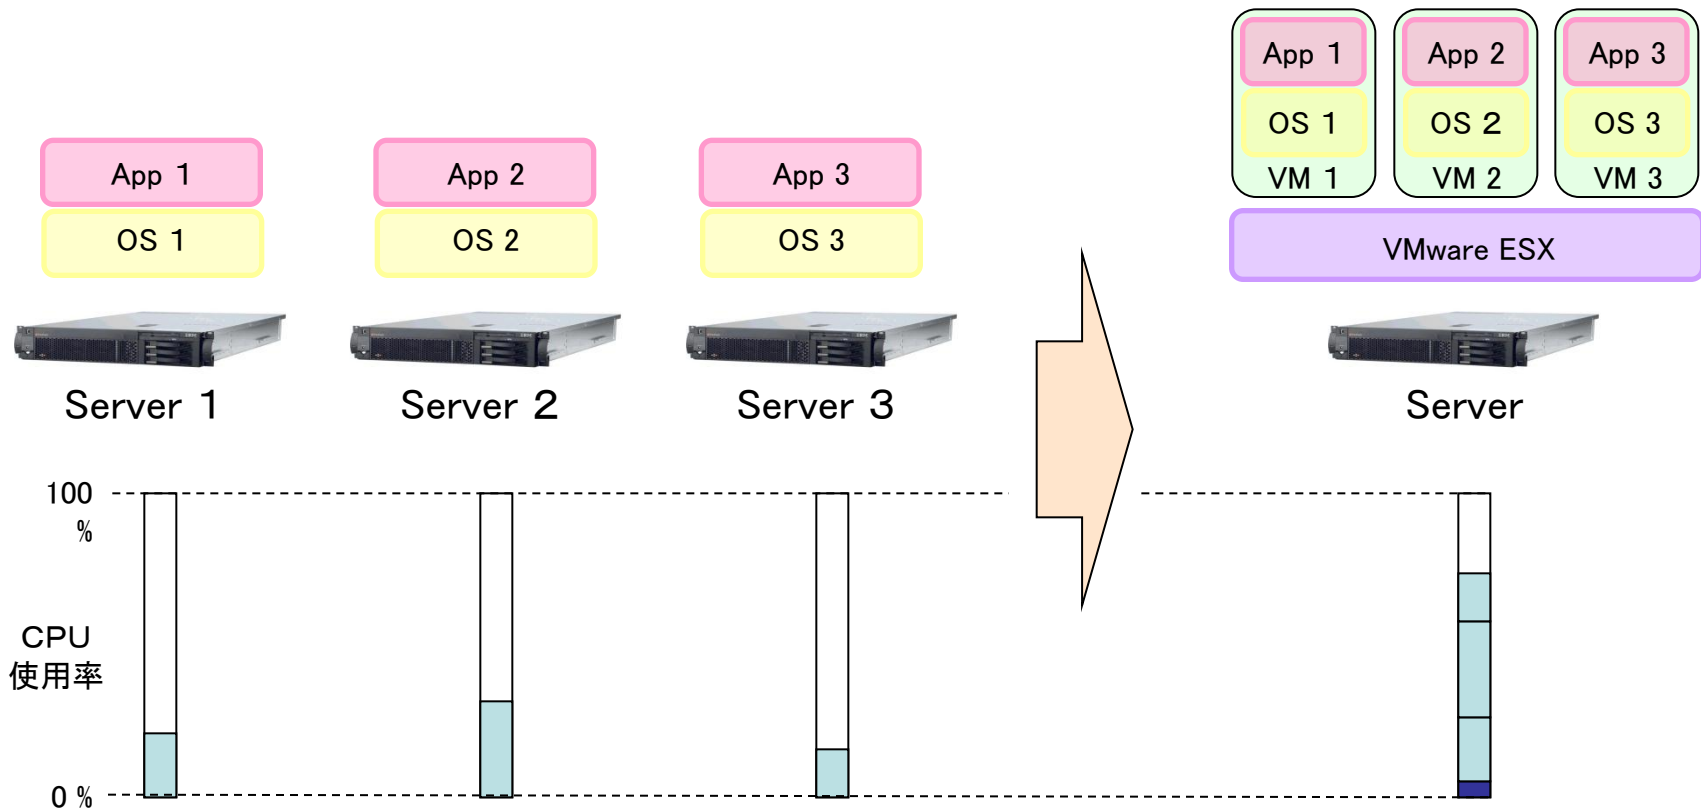 App 1
App 2
App 3
OS 1
OS 2
OS 3
VM 1
VM 2
VM 3
App 1
App 2
App 3
OS 1
OS 2
OS 3
VMware ESX
Server 1
Server 2
Server 3
Server
100
%
CPU
使用率
0 %